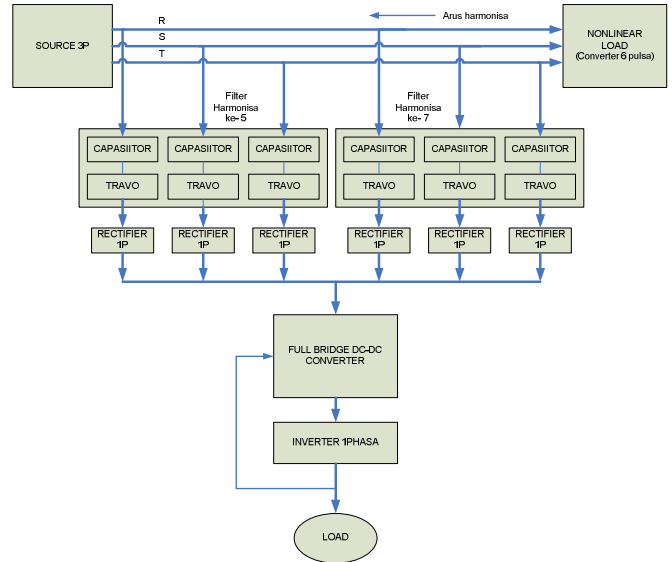 R
Arus harmonisa
SOURCE 3P
S
T
NONLINEAR
LOAD
(Converter 6 pulsa)
Filter
Harmonisa
ke- 5
Filter
Harmonisa
ke- 7
CAPASIITOR CAPASIITOR CAPASIITOR CAPASIITOR CAPASIITOR CAPASIITOR
TRAVO TRAVO TRAVO TRAVO TRAVO TRAVO
RECTIFIER RECTIFIER RECTIFIER RECTIFIER RECTIFIER RECTIFIER
1P 1P 1P 1P 1P 1P
FULL BRIDGE DC-DC
CONVERTER
INVERTER 1PHASA
LOAD